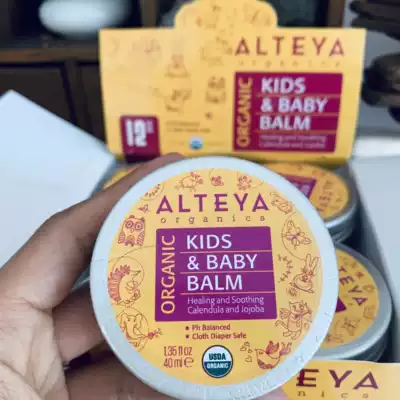 ALTEYA
organics
ORGANIC
KIDS
& BABY
BALM
Healing and Soothing
Calendula and Jojoba
12
ALTEYA
organics
ORGANIC
KIDS
& BABY
BALM
Healing and Soothing
Calendula and Jojoba
• Ph Balanced
• Cloth Diaper Safe
1.35 fl oz
40 ml e
USDA
ORGANIC
ALTEYA
organics